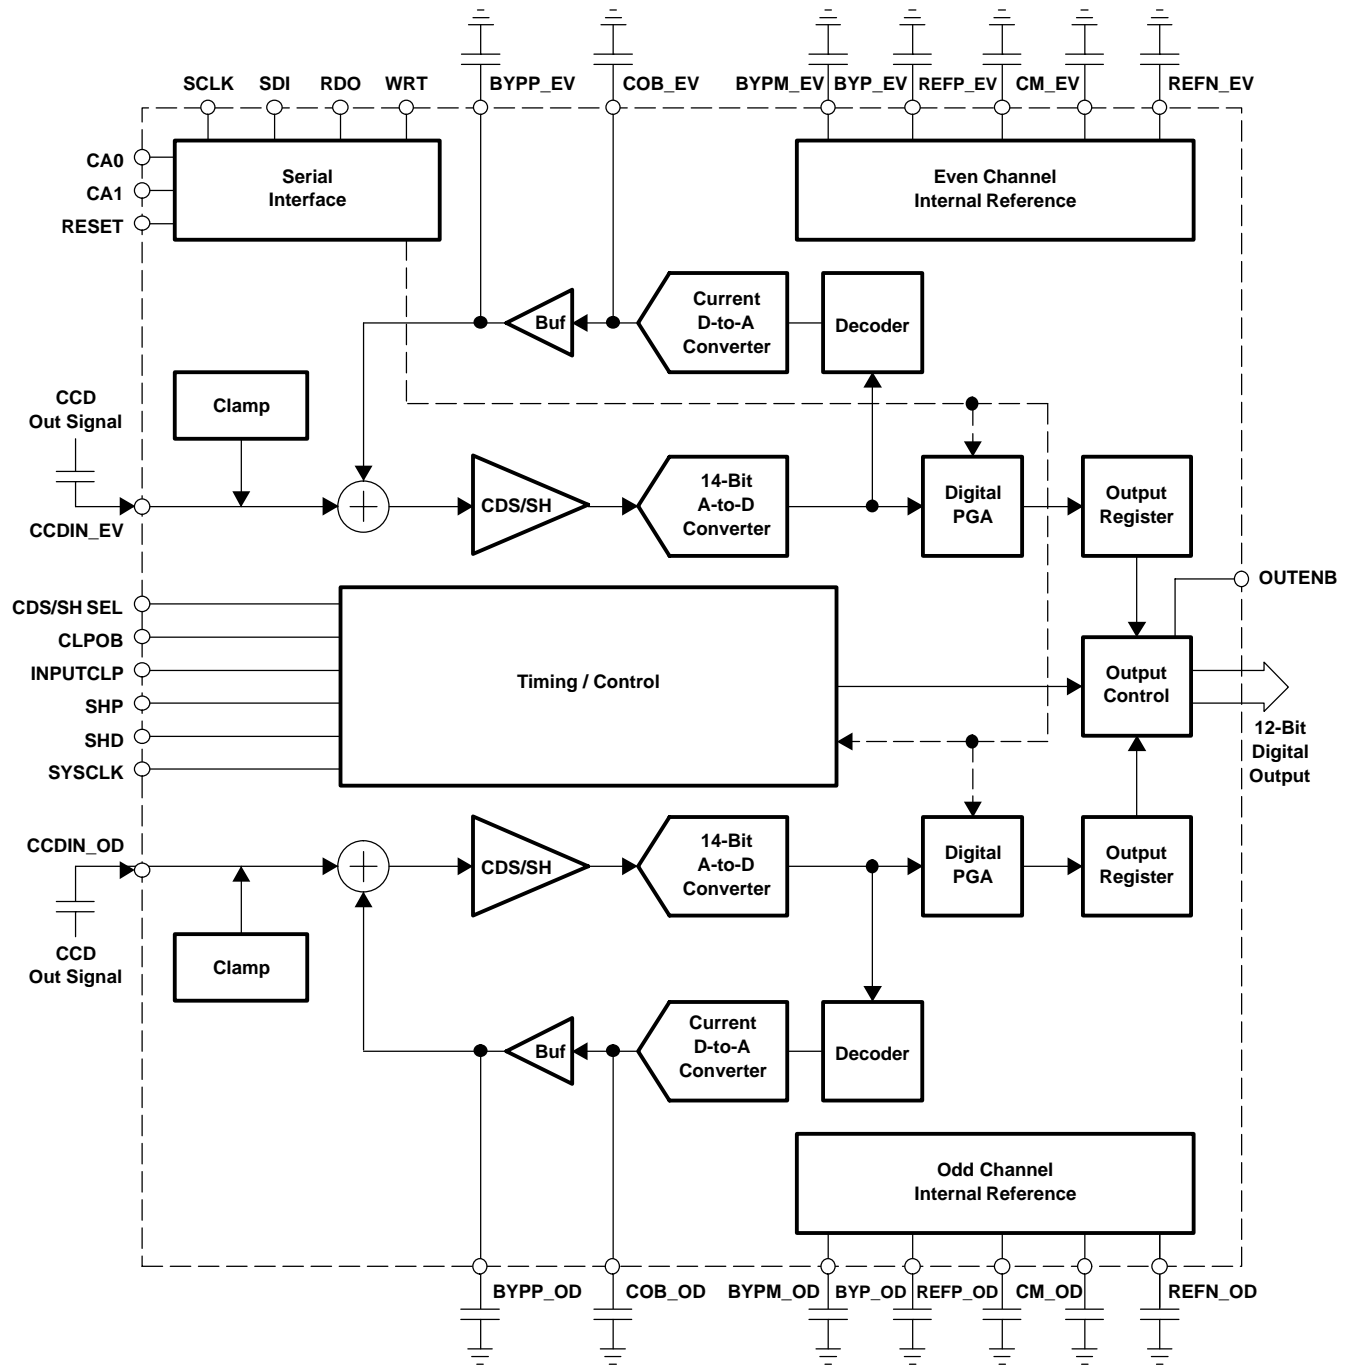 SCLK SDI RDO WRT BYPP_EV COB_EV BYPM_EV BYP_EV REFP_EV CM_EV REFN_EV
CA0
CA1
RESET
Serial
Interface
Even Channel
Internal Reference
Buf
Current
D-to-A
Converter
Decoder
CCD
Out Signal
Clamp
CCDIN_EV
CDS/SH
14-Bit
A-to-D
Converter
Digital
PGA
Output
Register
OUTENB
CDS/SH SEL
CLPOB
INPUTCLP
SHP
SHD
SYSCLK
Timing / Control
Output
Control
12-Bit
Digital
Output
CCDIN_OD
CDS/SH
14-Bit
A-to-D
Converter
Digital
PGA
Output
Register
CCD
Out Signal
Clamp
Buf
Current
D-to-A
Converter
Decoder
Odd Channel
Internal Reference
BYPP_OD COB_OD BYPM_OD BYP_OD REFP_OD CM_OD REFN_OD